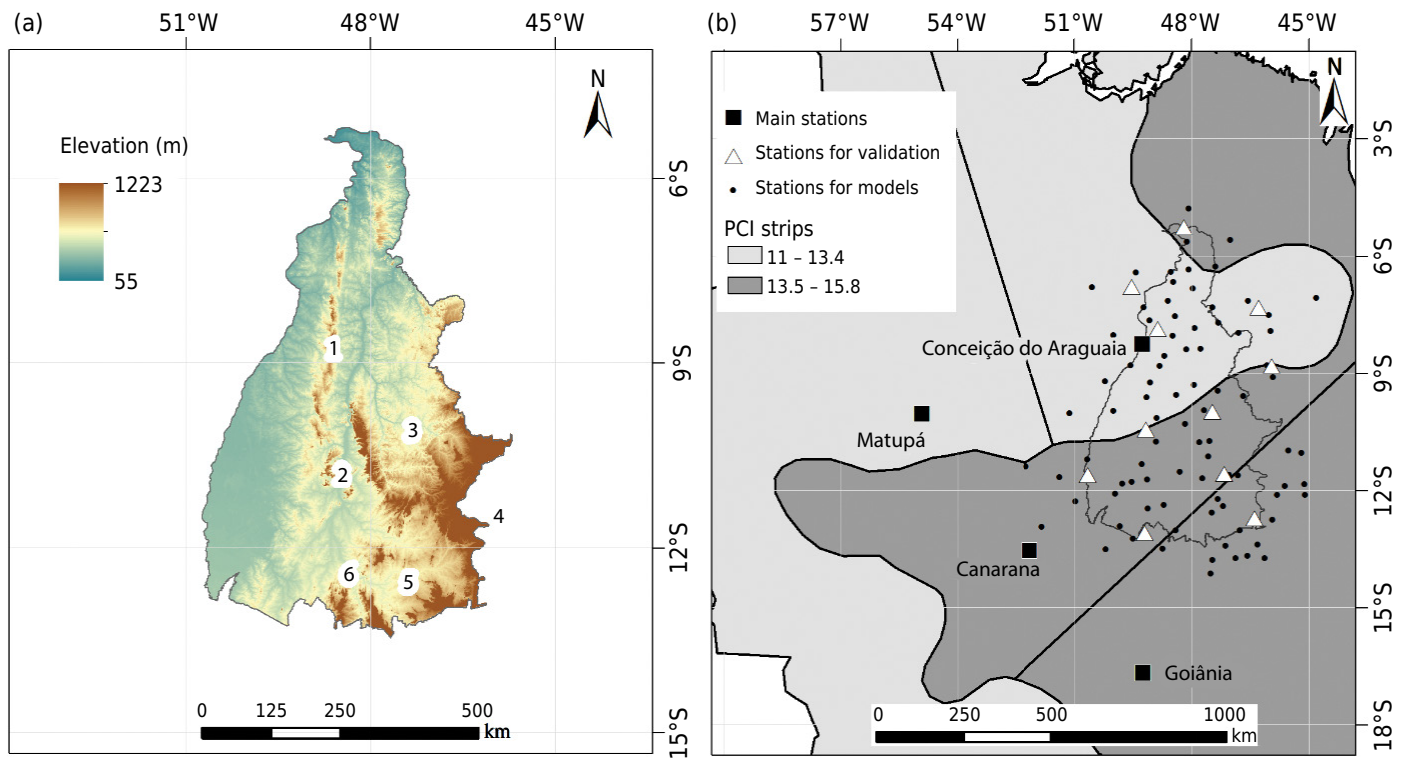 (a)
51°W 48°W 45°W
N
Elevation (m)
1223
55
6°S
9°S
12°S
15°S
1
2
3
4
5
6
0 125 250 500
km
(b)
57°W 54°W 51°W 48°W 45°W
N
Main stations
Stations for validation
Stations for models
PCI strips
11 – 13.4
13.5 – 15.8
3°S
6°S
9°S
12°S
15°S
18°S
Conceição do Araguaia
Matupá
Canarana
Goiânia
0 250 500 1000
km